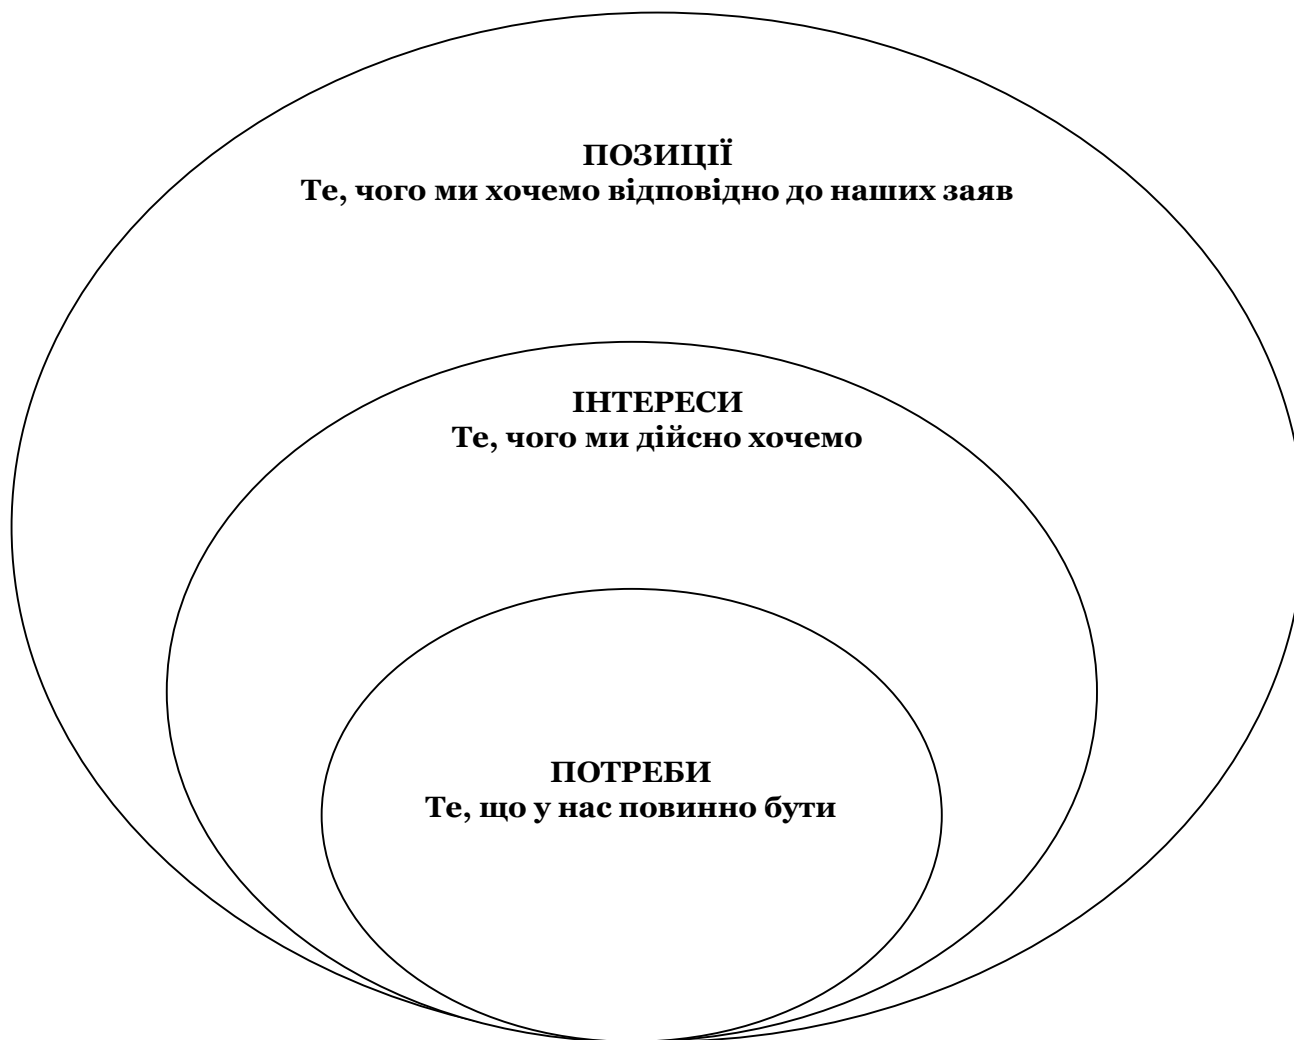 ПОЗИЦІЇ
Те, чого ми хочемо відповідно до наших заяв
ІНТЕРЕСИ
Те, чого ми дійсно хочемо
ПОТРЕБИ
Те, що у нас повинно бути